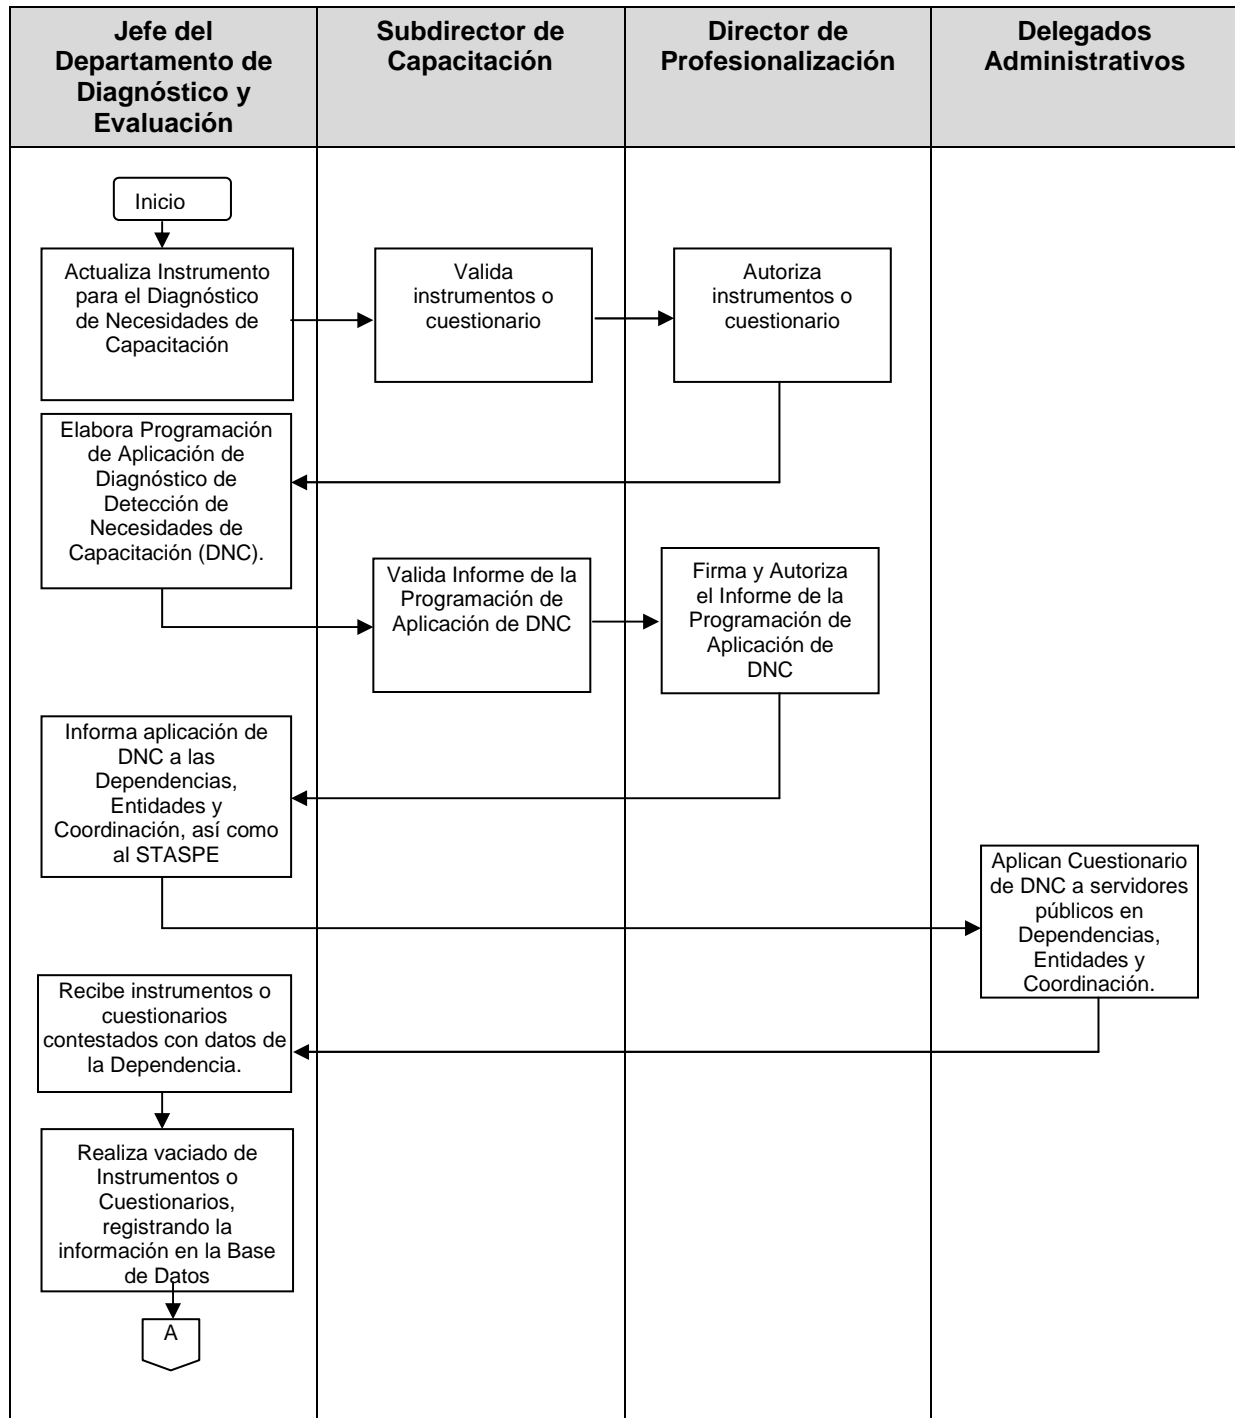 Jefe del
Departamento de
Diagnóstico y
Evaluación
Subdirector de
Capacitación
Director de
Profesionalización
Delegados
Administrativos
Inicio
Actualiza Instrumento
para el Diagnóstico
de Necesidades de
Capacitación
Valida
instrumentos o
cuestionario
Autoriza
instrumentos o
cuestionario
Elabora Programación
de Aplicación de
Diagnóstico de
Detección de
Necesidades de
Capacitación (DNC).
Valida Informe de la
Programación de
Aplicación de DNC
Firma y Autoriza
el Informe de la
Programación de
Aplicación de
DNC
Informa aplicación de
DNC a las
Dependencias,
Entidades y
Coordinación, así como
al STASPE
Aplican Cuestionario
de DNC a servidores
públicos en
Dependencias,
Entidades y
Coordinación.
Recibe instrumentos o
cuestionarios
contestados con datos de
la Dependencia.
Realiza vaciado de
Instrumentos o
Cuestionarios,
registrando la
información en la Base
de Datos
A